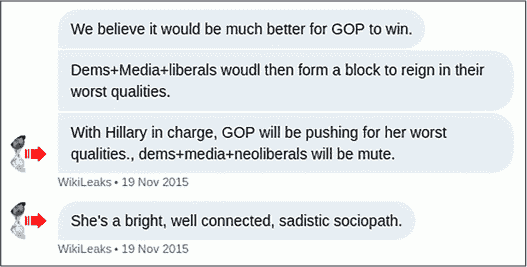 We believe it would be much better for GOP to win.
Dems+Media+liberals woudl then form a block to reign in their
worst qualities.
With Hillary in charge, GOP will be pushing for her worst
qualities., dems+media+neoliberals will be mute.
WikiLeaks • 19 Nov 2015
She's a bright, well connected, sadistic sociopath.
WikiLeaks • 19 Nov 2015